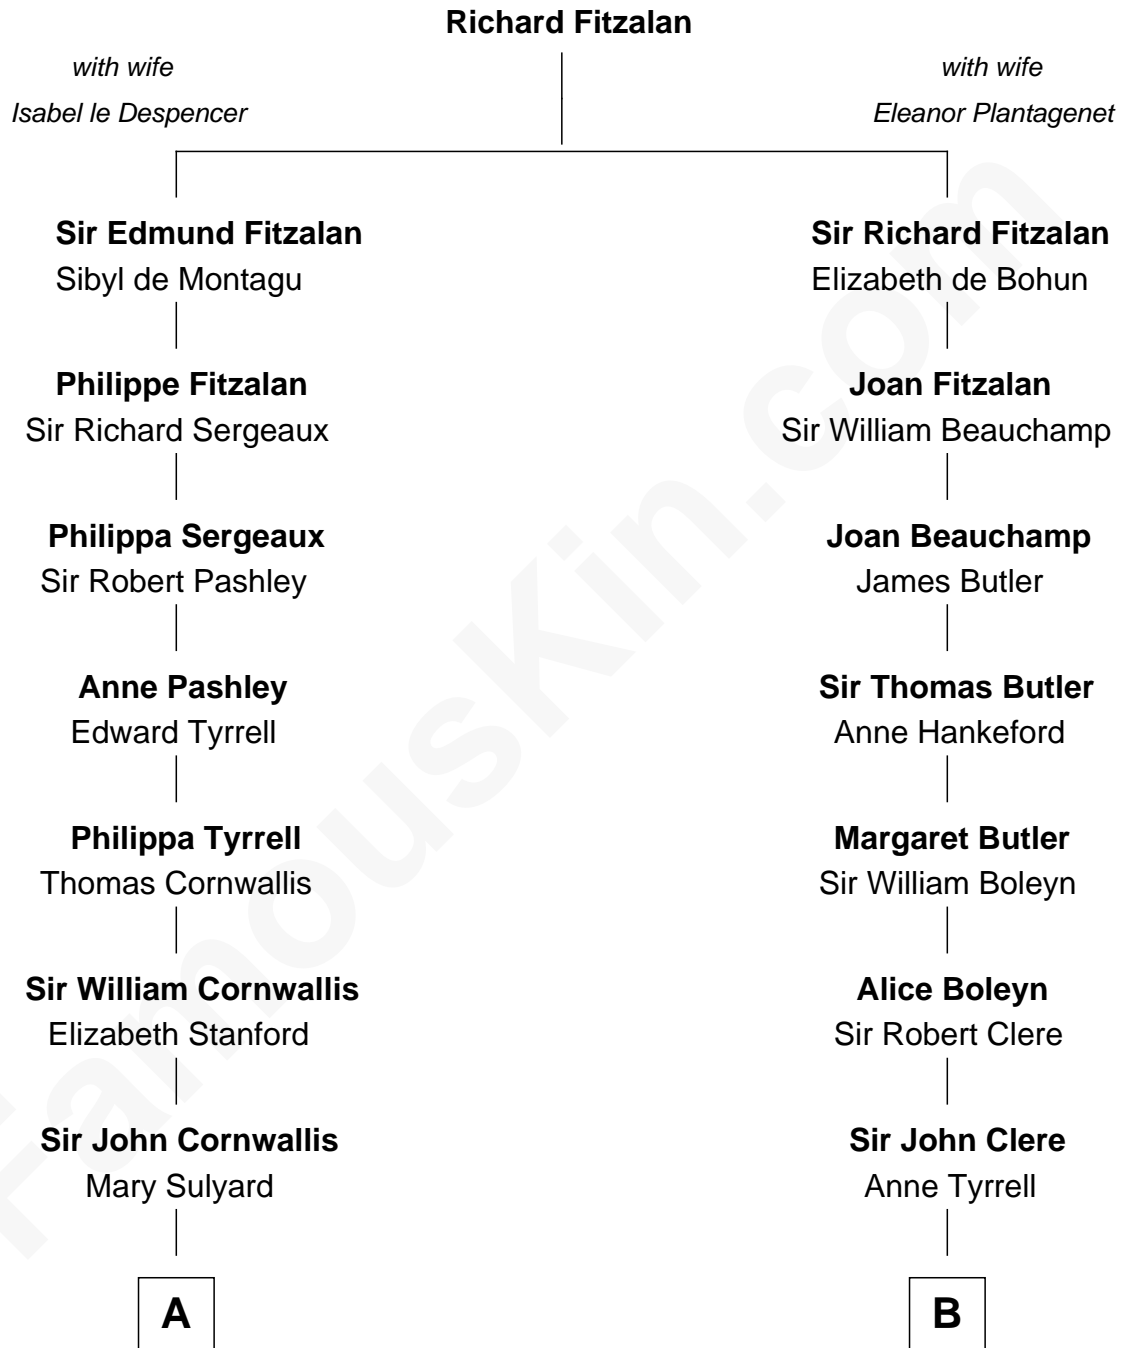 Richard Fitzalan
with wife
Isabel le Despencer
with wife
Eleanor Plantagenet
Sir Edmund Fitzalan
Sibyl de Montagu
Sir Richard Fitzalan
Elizabeth de Bohun
Philippe Fitzalan
Sir Richard Sergeaux
Joan Fitzalan
Sir William Beauchamp
Philippa Sergeaux
Sir Robert Pashley
Joan Beauchamp
James Butler
Anne Pashley
Edward Tyrrell
Sir Thomas Butler
Anne Hankeford
Philippa Tyrrell
Thomas Cornwallis
Margaret Butler
Sir William Boleyn
Sir William Cornwallis
Elizabeth Stanford
Alice Boleyn
Sir Robert Clere
Sir John Cornwallis
Mary Sulyard
Sir John Clere
Anne Tyrrell
A
B
FamousKin.com